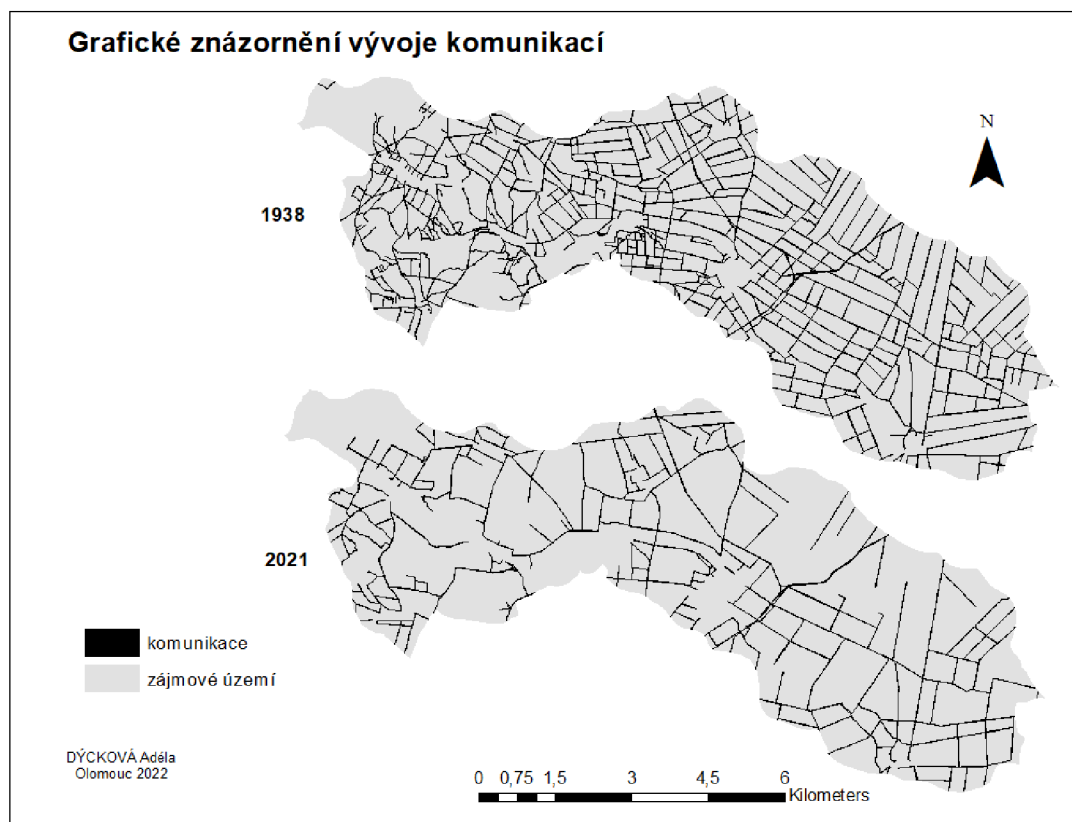 Grafické znázornění vývoje komunikací
N
1938
2021
komunikace
zájmové území
DÝCKOVÁ Adéla
Olomouc 2022
0 0,75 1,5 3 4,5 6
Kilometers